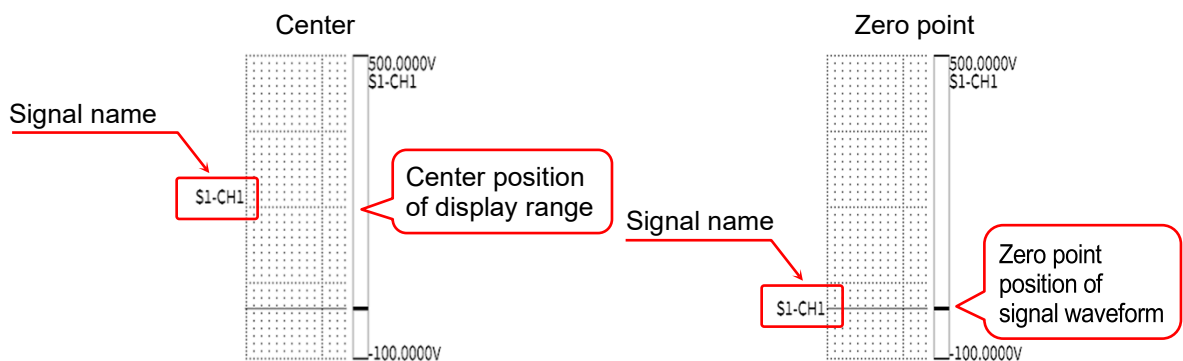 Center
500.0000V
S1-CH1
Signal name
S1-CH1
Center position
of display range
-100.0000V
Zero point
500.0000V
S1-CH1
Signal name
S1-CH1
Zero point
position of
signal waveform
-100.0000V